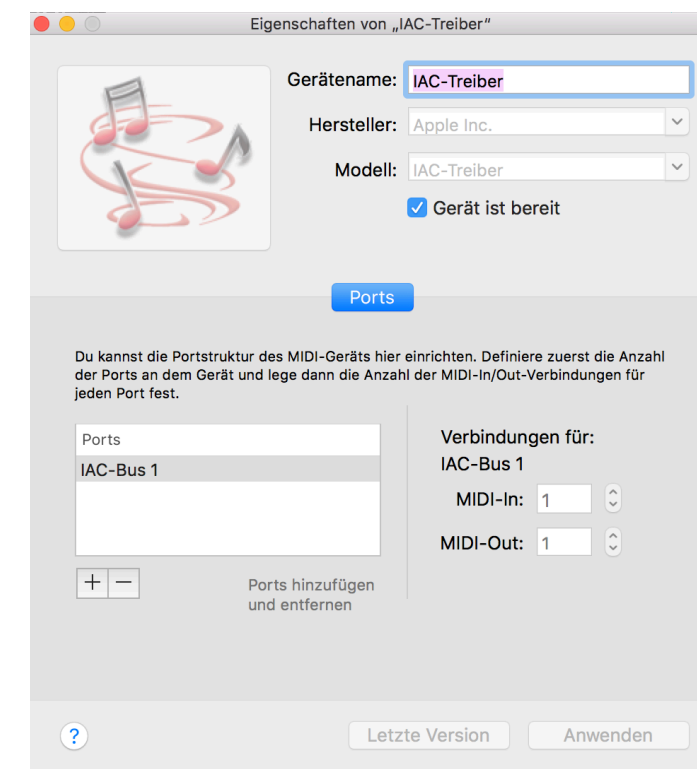 Eigenschaften von „IAC-Treiber“
Gerätename: IAC-Treiber
Hersteller: Apple Inc.
Modell: IAC-Treiber
Gerät ist bereit
Ports
Du kannst die Portstruktur des MIDI-Geräts hier einrichten. Definiere zuerst die Anzahl
der Ports an dem Gerät und lege dann die Anzahl der MIDI-In/Out-Verbindungen für
jeden Port fest.
Ports
IAC-Bus 1
+ −
Ports hinzufügen
und entfernen
Verbindungen für:
IAC-Bus 1
MIDI-In: 1
MIDI-Out: 1
?
Letzte Version
Anwenden